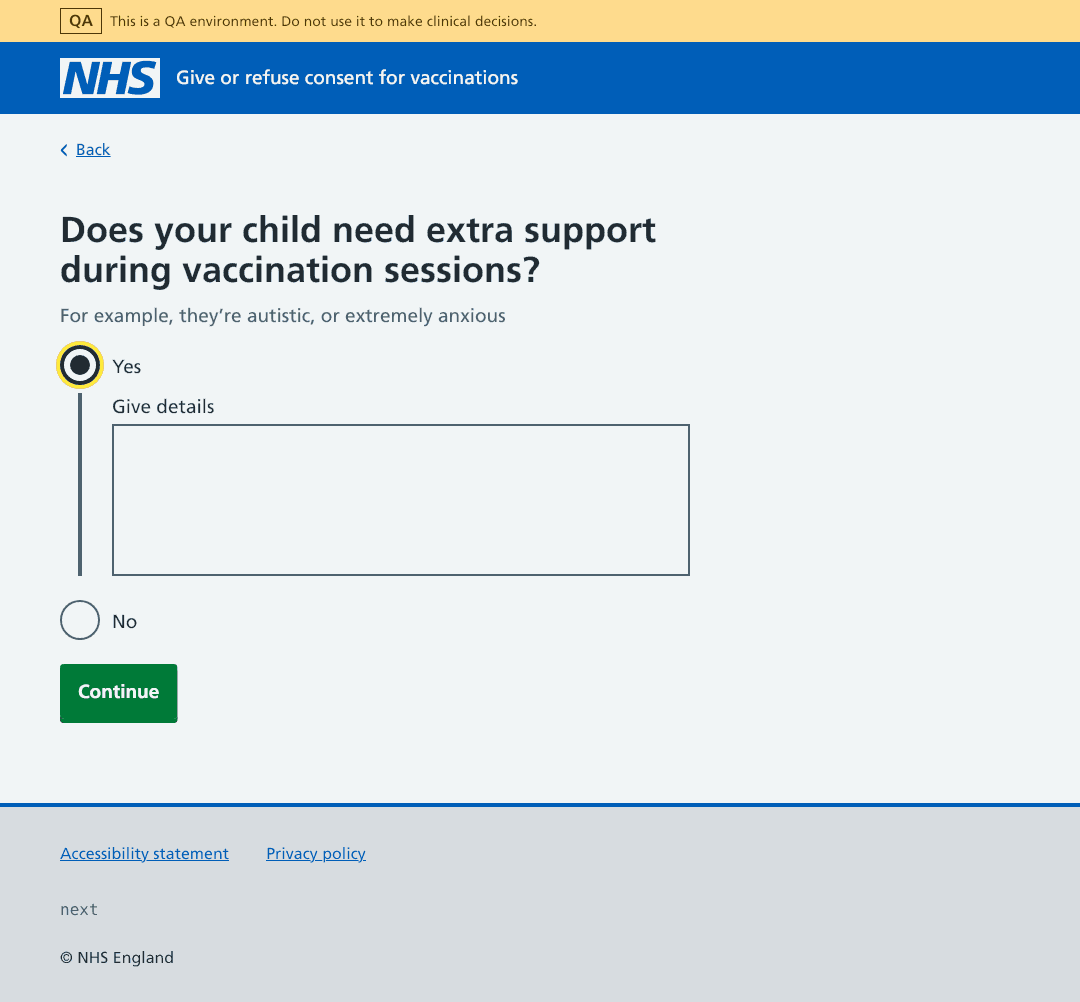 QA This is a QA environment. Do not use it to make clinical decisions.
NHS Give or refuse consent for vaccinations
Back
Does your child need extra support
during vaccination sessions?
For example, they’re autistic, or extremely anxious
Yes
Give details
No
Continue
Accessibility statement Privacy policy
next
© NHS England